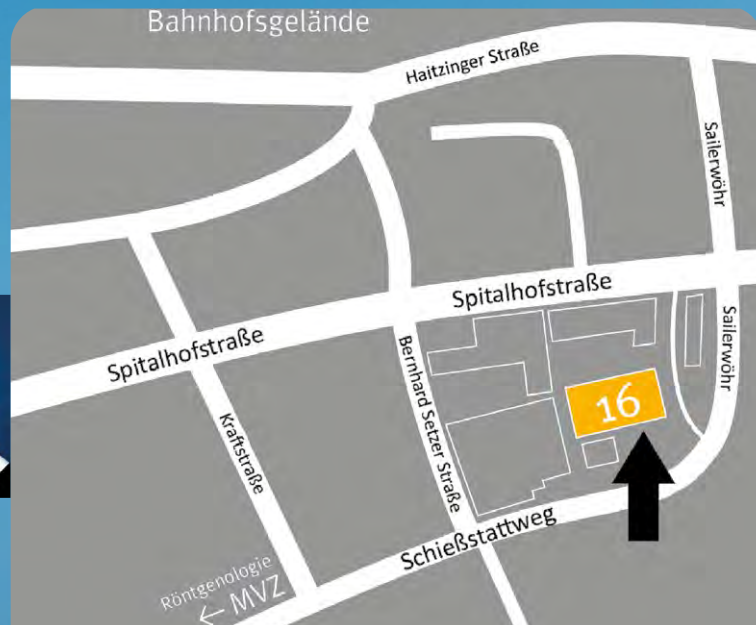 Bahnhofsgelände
Haitzinger Straße
Sailerwöhr
Spitalhofstraße
Spitalhofstraße
Sailerwöhr
Bernhard Setzer Straße
16
Kraftstraße
Schießstattweg
Röntgenologie
← MVZ